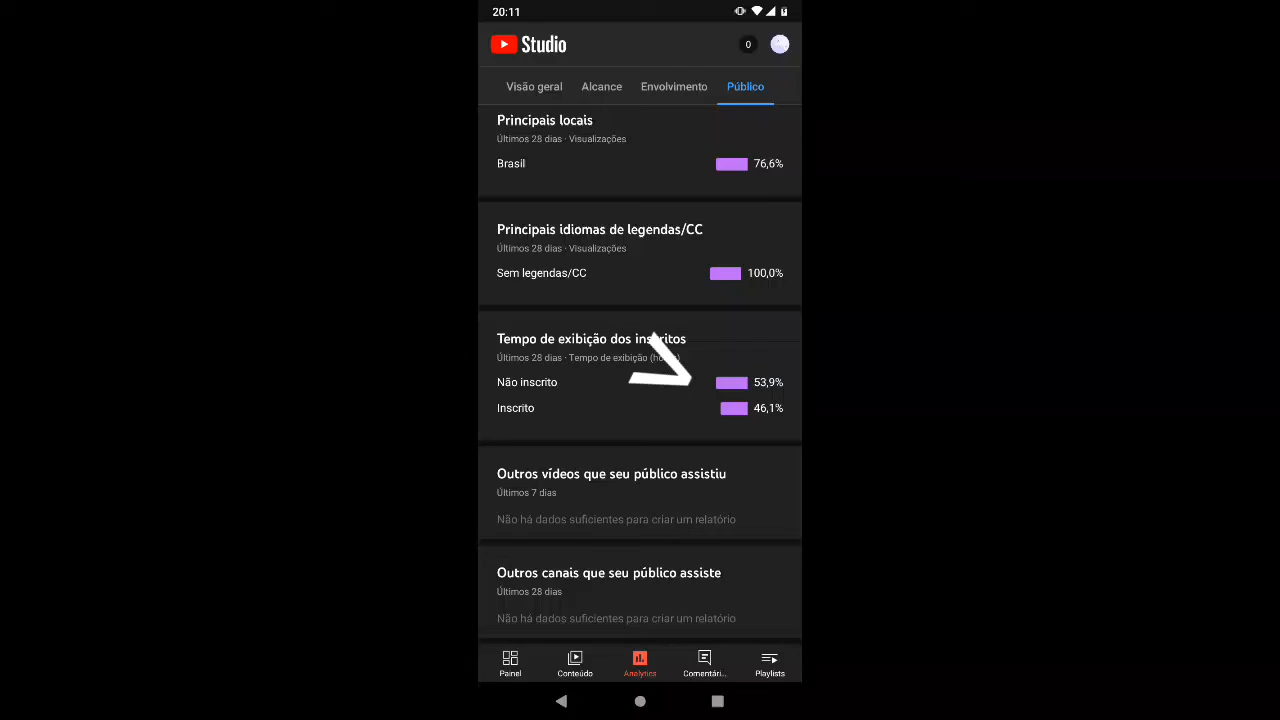 20:11
Studio
0
Visão geral Alcance Envolvimento Público
Principais locais
Últimos 28 dias · Visualizações
Brasil 76,6%
Principais idiomas de legendas/CC
Últimos 28 dias · Visualizações
Sem legendas/CC 100,0%
Tempo de exibição dos inscritos
Últimos 28 dias · Tempo de exibição (horas)
Não inscrito 53,9%
Inscrito 46,1%
Outros vídeos que seu público assistiu
Últimos 7 dias
Não há dados suficientes para criar um relatório
Outros canais que seu público assiste
Últimos 28 dias
Não há dados suficientes para criar um relatório
Painel Conteúdo Analytics Comentári... Playlists